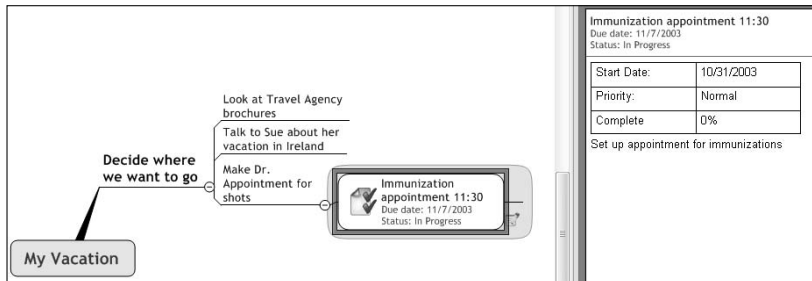 Look at Travel Agency
brochures
Talk to Sue about her
vacation in Ireland
Decide where
we want to go
Make Dr.
Appointment for
shots
Immunization
appointment 11:30
Due date: 11/7/2003
Status: In Progress
My Vacation
Immunization appointment 11:30
Due date: 11/7/2003
Status: In Progress
Start Date: 10/31/2003
Priority: Normal
Complete 0%
Set up appointment for immunizations